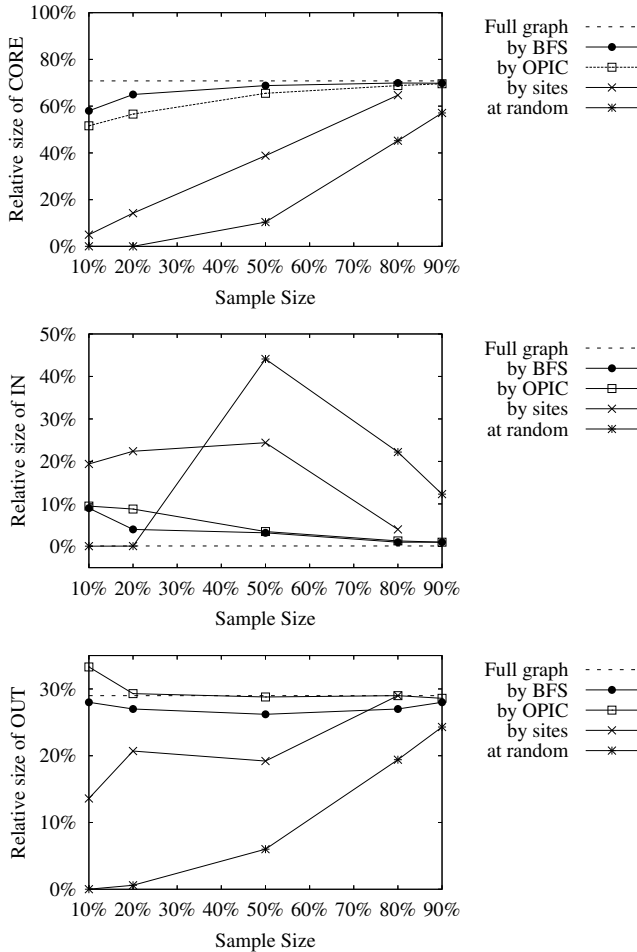 100%
80%
60%
40%
20%
0%
Relative size of CORE
10% 20% 30% 40% 50% 60% 70% 80% 90%
Sample Size
Full graph
by BFS
by OPIC
by sites
at random
50%
40%
30%
20%
10%
0%
Relative size of IN
10% 20% 30% 40% 50% 60% 70% 80% 90%
Sample Size
Full graph
by BFS
by OPIC
by sites
at random
30%
20%
10%
0%
Relative size of OUT
10% 20% 30% 40% 50% 60% 70% 80% 90%
Sample Size
Full graph
by BFS
by OPIC
by sites
at random